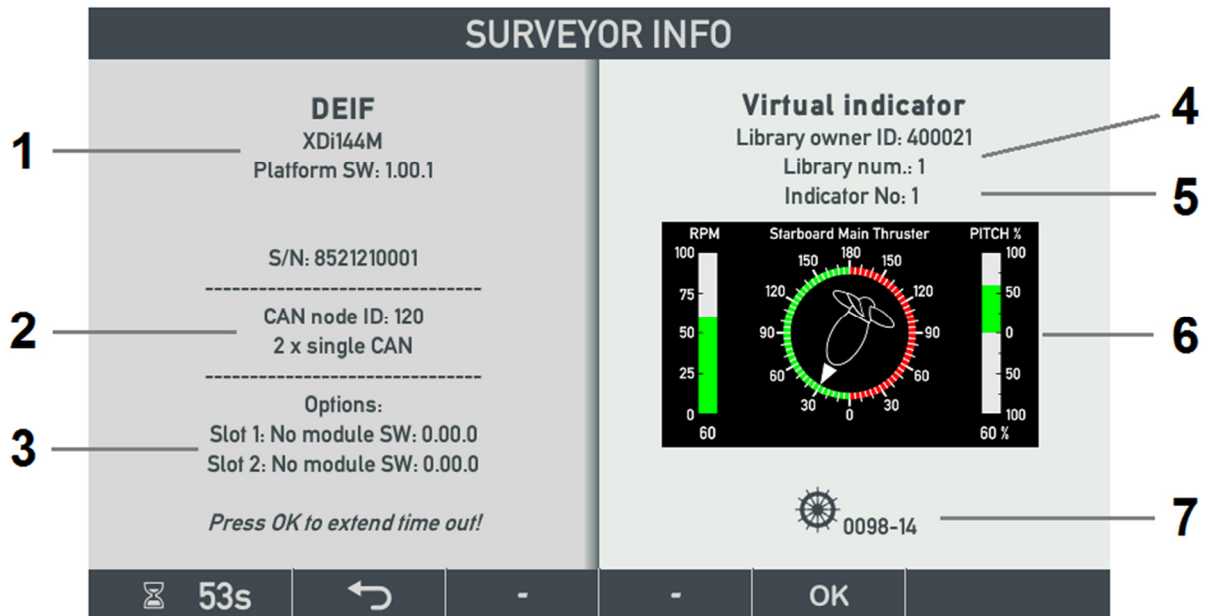 SURVEYOR INFO
1
DEIF
XDi144M
Platform SW: 1.00.1
S/N: 8521210001
-------------------------------
2
CAN node ID: 120
2 x single CAN
-------------------------------
3
Options:
Slot 1: No module SW: 0.00.0
Slot 2: No module SW: 0.00.0
Press OK to extend time out!
Virtual indicator
Library owner ID: 400021
Library num.: 1
4
Indicator No: 1
5
RPM
100
75
50
25
0
60
Starboard Main Thruster
180
150 150
120 120
90 90
60 60
30 30
0
PITCH %
100
50
0
50
100
60 %
6
0098-14
7
53s
-
-
OK